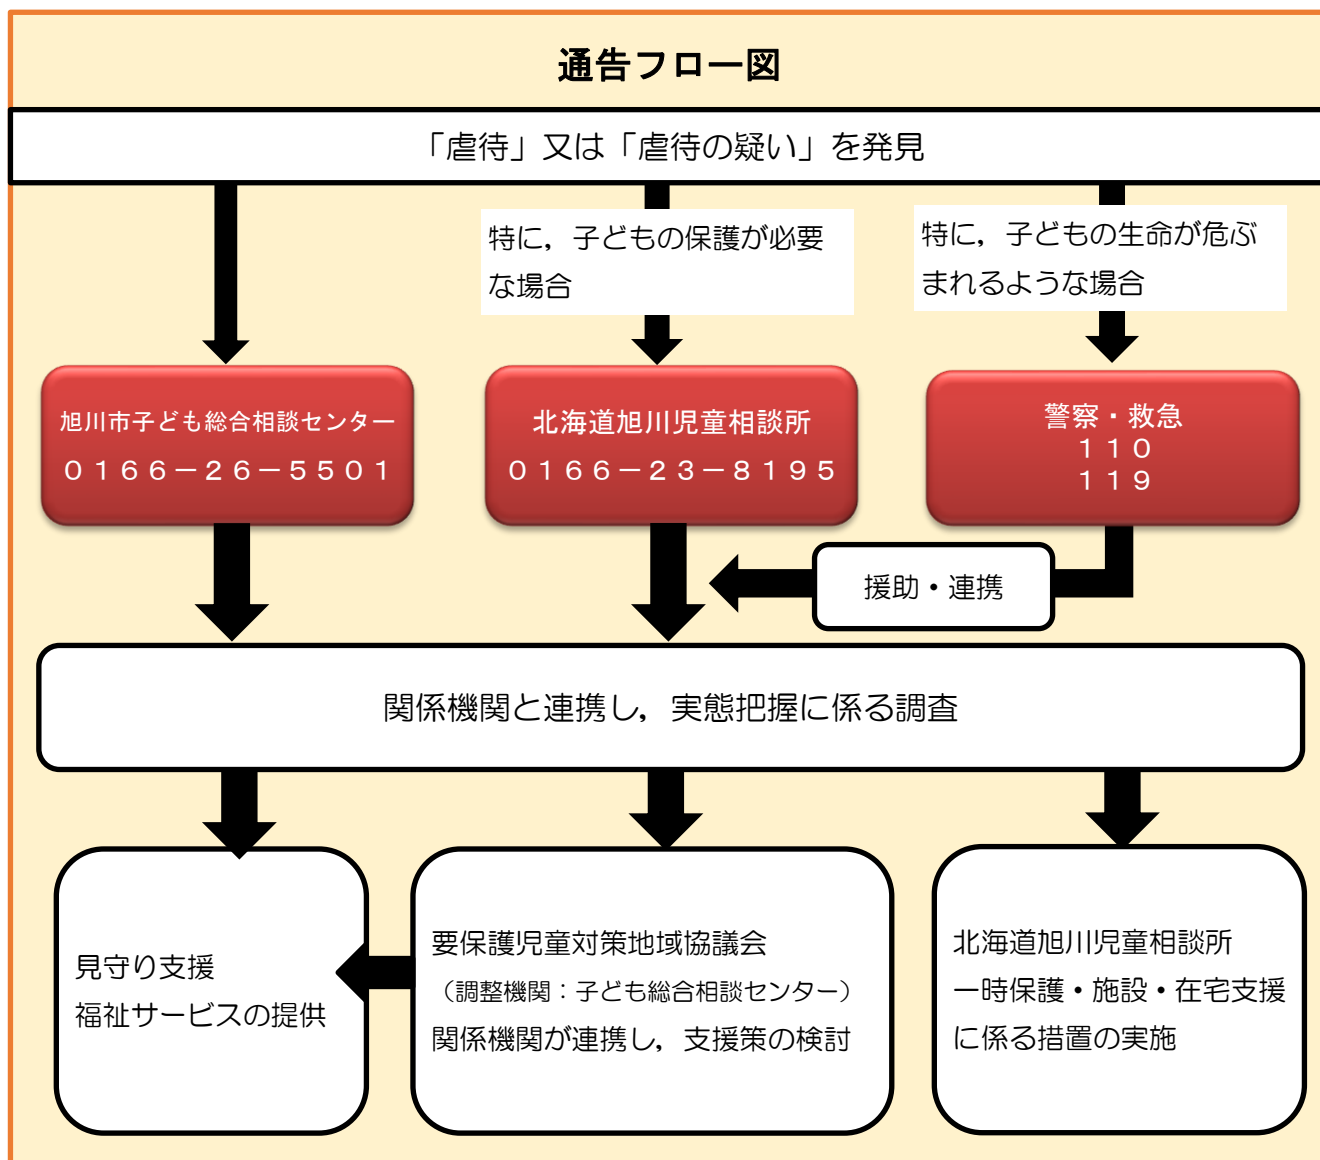 通告フロー図
「虐待」又は「虐待の疑い」を発見
特に，子どもの保護が必要
な場合
特に，子どもの生命が危ぶ
まれるような場合
旭川市子ども総合相談センター
０１６６－２６－５５０１
北海道旭川児童相談所
０１６６－２３－８１９５
警察・救急
１１０
１１９
援助・連携
関係機関と連携し，実態把握に係る調査
見守り支援
福祉サービスの提供
要保護児童対策地域協議会
（調整機関：子ども総合相談センター）
関係機関が連携し，支援策の検討
北海道旭川児童相談所
一時保護・施設・在宅支援
に係る措置の実施